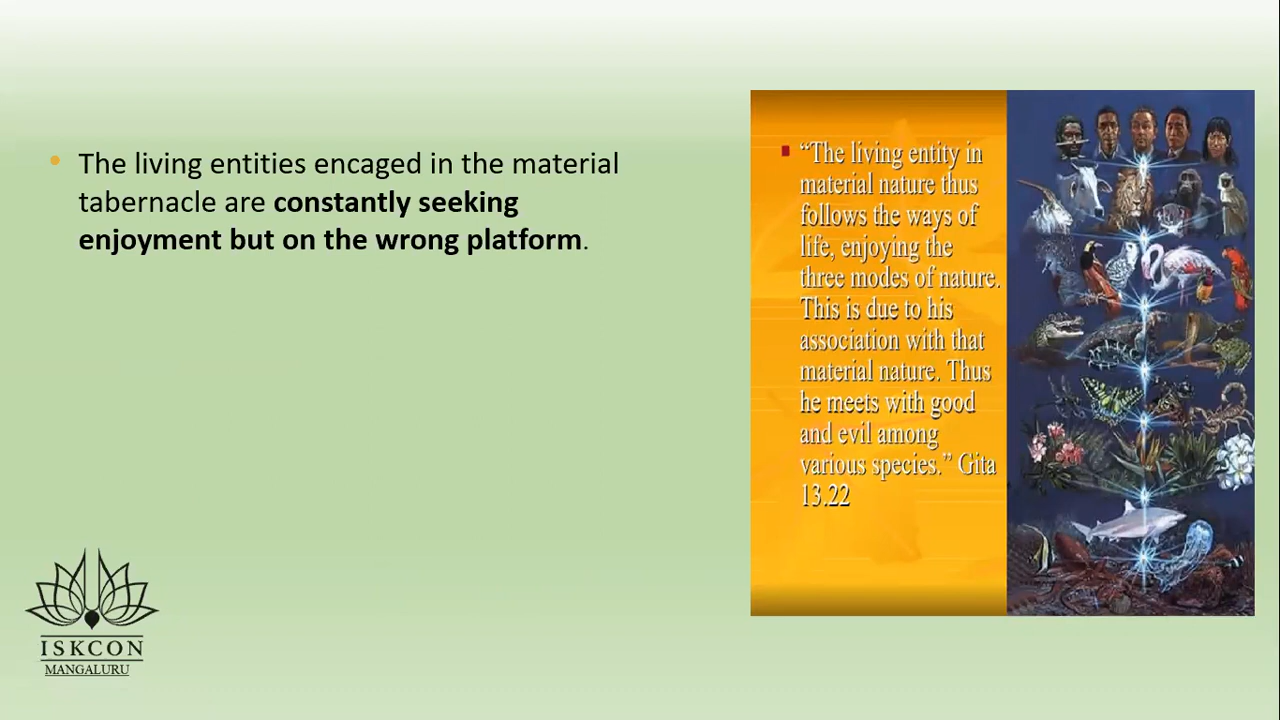 • The living entities encaged in the material
tabernacle are constantly seeking
enjoyment but on the wrong platform.
“The living entity in
material nature thus
follows the ways of
life, enjoying the
three modes of nature.
This is due to his
association with that
material nature. Thus
he meets with good
and evil among
various species.” Gita
13.22
ISKCON
MANGALURU